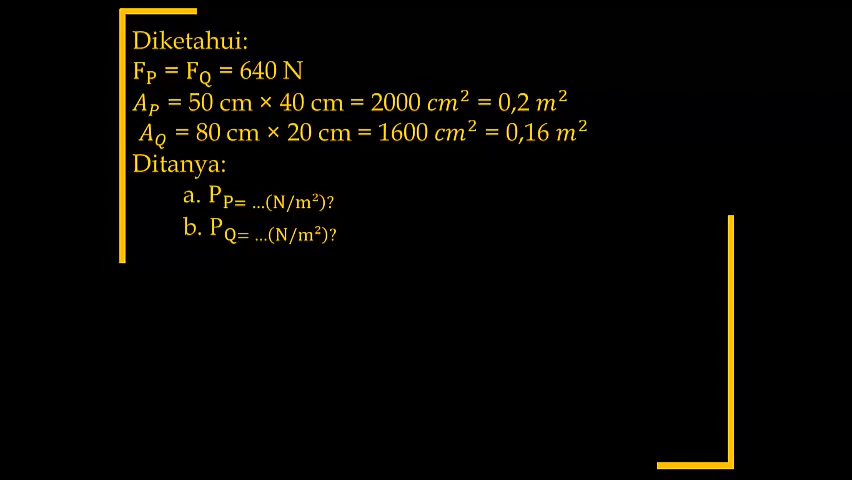 Diketahui:
F_P = F_Q = 640 N
A_P = 50 cm × 40 cm = 2000 cm² = 0,2 m²
A_Q = 80 cm × 20 cm = 1600 cm² = 0,16 m²
Ditanya:
a. P_P= ...(N/m²)?
b. P_Q= ...(N/m²)?